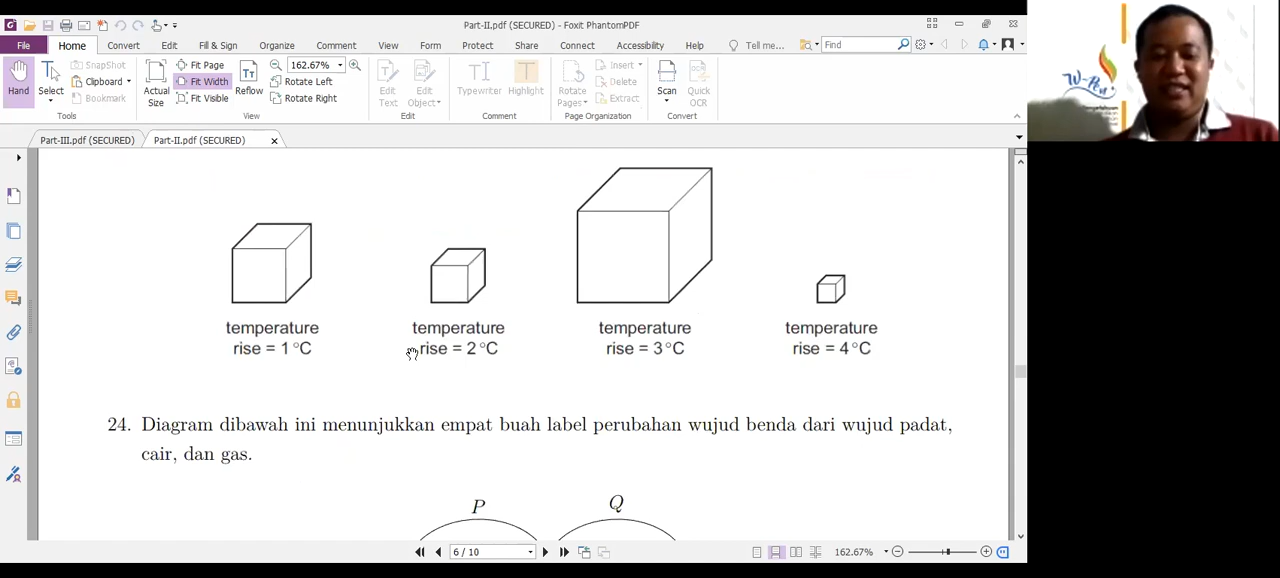 Part-II.pdf (SECURED) - Foxit PhantomPDF
File Home Convert Edit Fill & Sign Organize Comment View Form Protect Share Connect Accessibility Help Tell me... Find
Hand
Select
SnapShot
Clipboard
Bookmark
Tools
Actual Size
Fit Page
Fit Width
Fit Visible
Reflow
162.67%
Rotate Left
Rotate Right
View
Edit Text
Edit Object
Edit
Typewriter
Highlight
Comment
Rotate Pages
Insert
Delete
Extract
Page Organization
Scan
Quick OCR
Convert
Part-III.pdf (SECURED) Part-II.pdf (SECURED)
temperature rise = 1 °C
temperature rise = 2 °C
temperature rise = 3 °C
temperature rise = 4 °C
24. Diagram dibawah ini menunjukkan empat buah label perubahan wujud benda dari wujud padat,
cair, dan gas.
P Q
6 / 10
162.67%